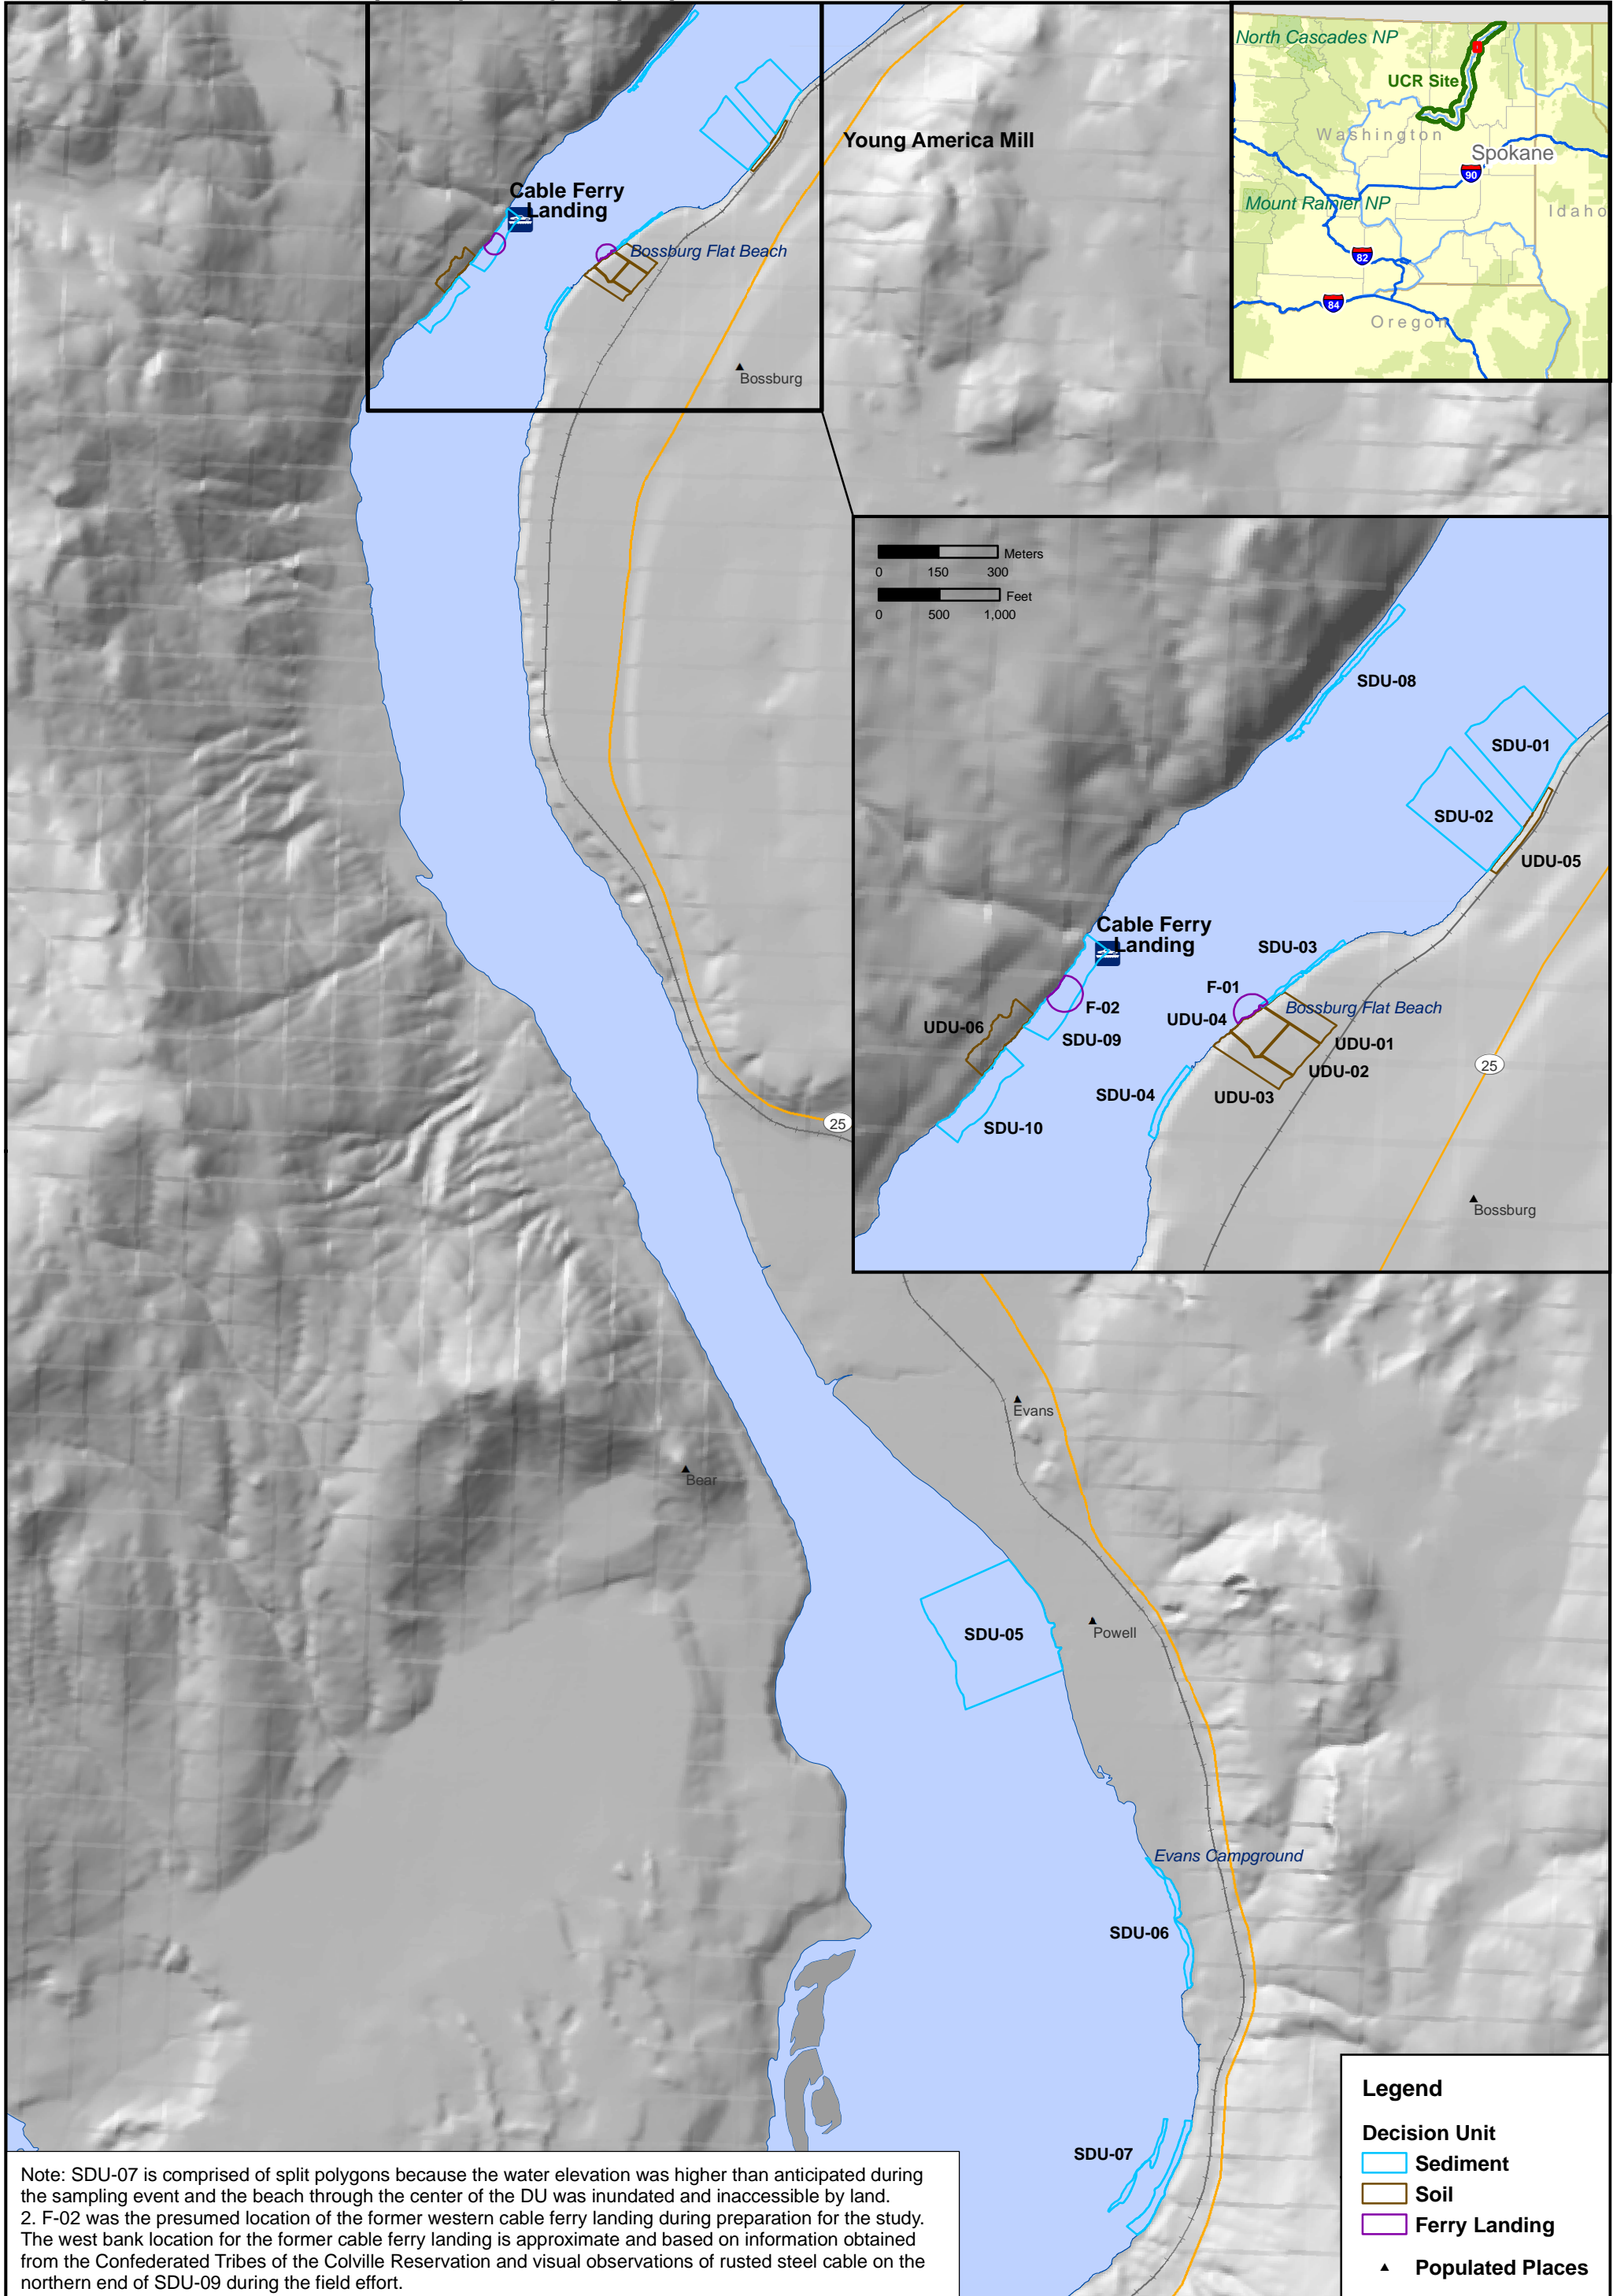 Young America Mill
Cable Ferry
Landing
Bossburg Flat Beach
Bossburg
North Cascades NP
UCR Site
Washington
Spokane
90
Mount Rainier NP
Idaho
82
84
Oregon
Meters
0 150 300
Feet
0 500 1,000
SDU-08
SDU-01
SDU-02
UDU-05
Cable Ferry
Landing
SDU-03
F-01
F-02
Bossburg Flat Beach
UDU-04
UDU-06
SDU-09
UDU-01
UDU-02
25
SDU-04
UDU-03
SDU-10
Bossburg
25
Evans
Bear
SDU-05
Powell
Evans Campground
SDU-06
SDU-07
Legend
Decision Unit
Sediment
Soil
Ferry Landing
Populated Places
Note: SDU-07 is comprised of split polygons because the water elevation was higher than anticipated during
the sampling event and the beach through the center of the DU was inundated and inaccessible by land.
2. F-02 was the presumed location of the former western cable ferry landing during preparation for the study.
The west bank location for the former cable ferry landing is approximate and based on information obtained
from the Confederated Tribes of the Colville Reservation and visual observations of rusted steel cable on the
northern end of SDU-09 during the field effort.